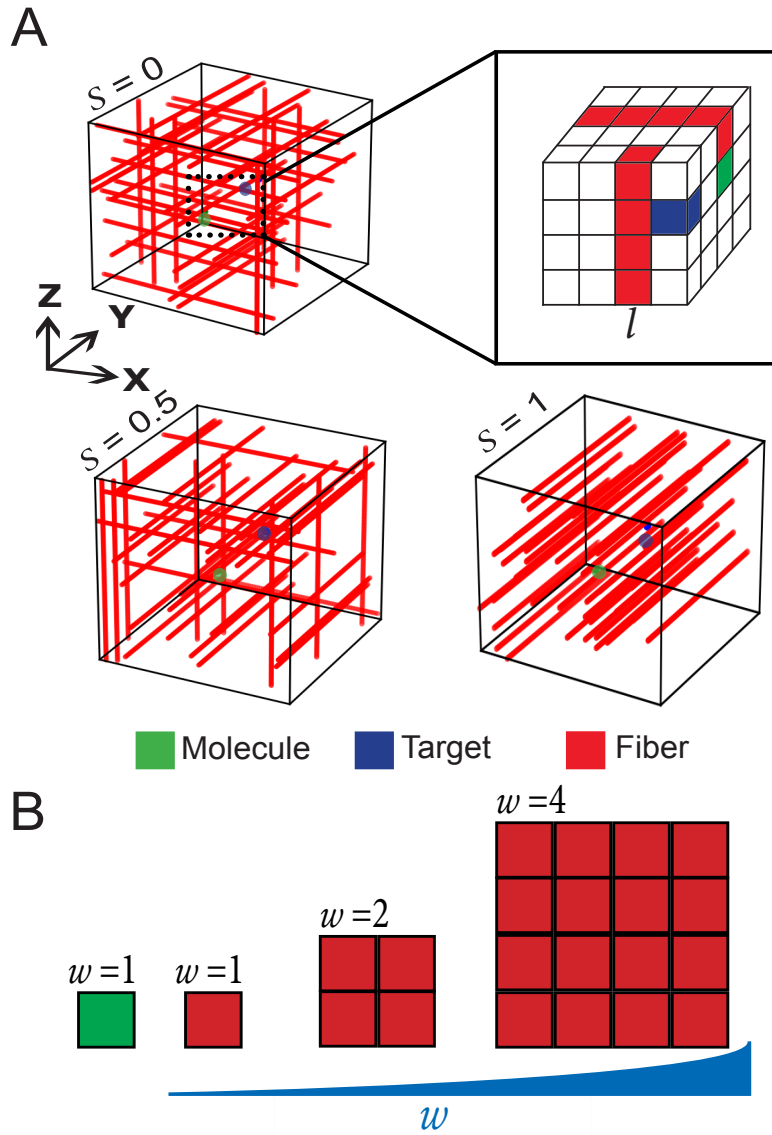 A
S = 0
l
Z
Y
X
S = 0.5
S = 1
Molecule
Target
Fiber
B
w =4
w =2
w =1
w =1
w